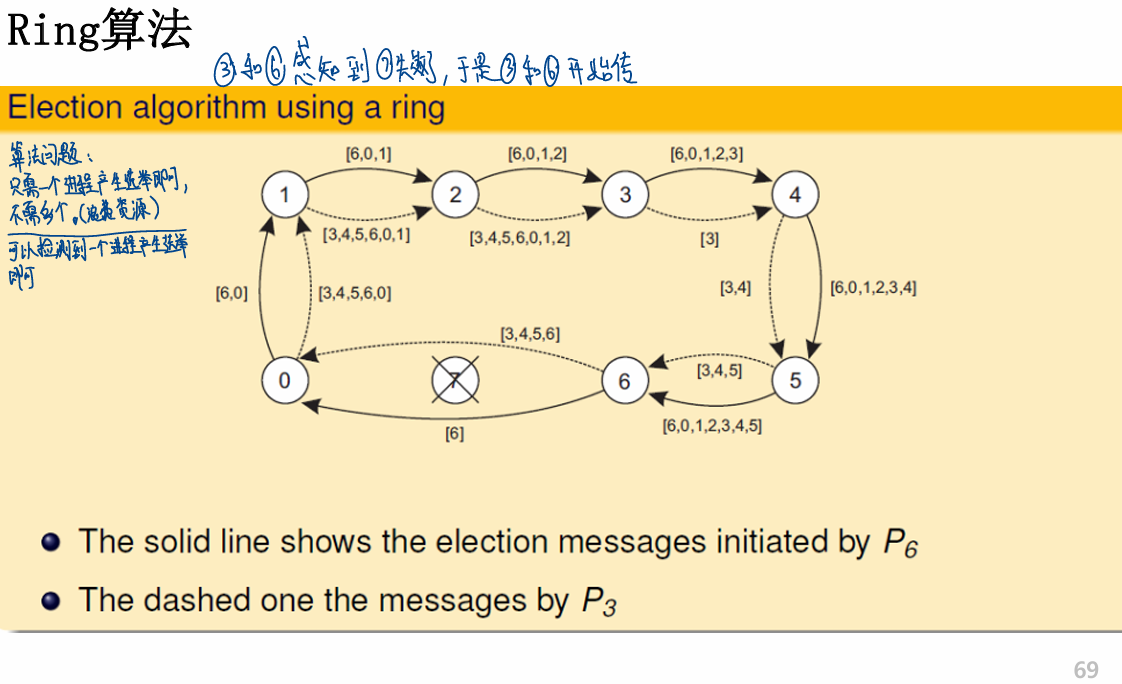 Ring算法
③和⑥感知到⑦失效了,于是③和⑥开始传
Election algorithm using a ring
算法问题:
只需一个进程产生选举即可,
不需多个。(浪费资源)
可以检测到一个进程产生选举
即可
[6,0,1]
[6,0,1,2]
[6,0,1,2,3]
1
2
3
4
[3,4,5,6,0,1]
[3,4,5,6,0,1,2]
[3]
[6,0]
[3,4,5,6,0]
[3,4]
[6,0,1,2,3,4]
[3,4,5,6]
0
7
6
[3,4,5]
5
[6]
[6,0,1,2,3,4,5]
The solid line shows the election messages initiated by P6
The dashed one the messages by P3
69